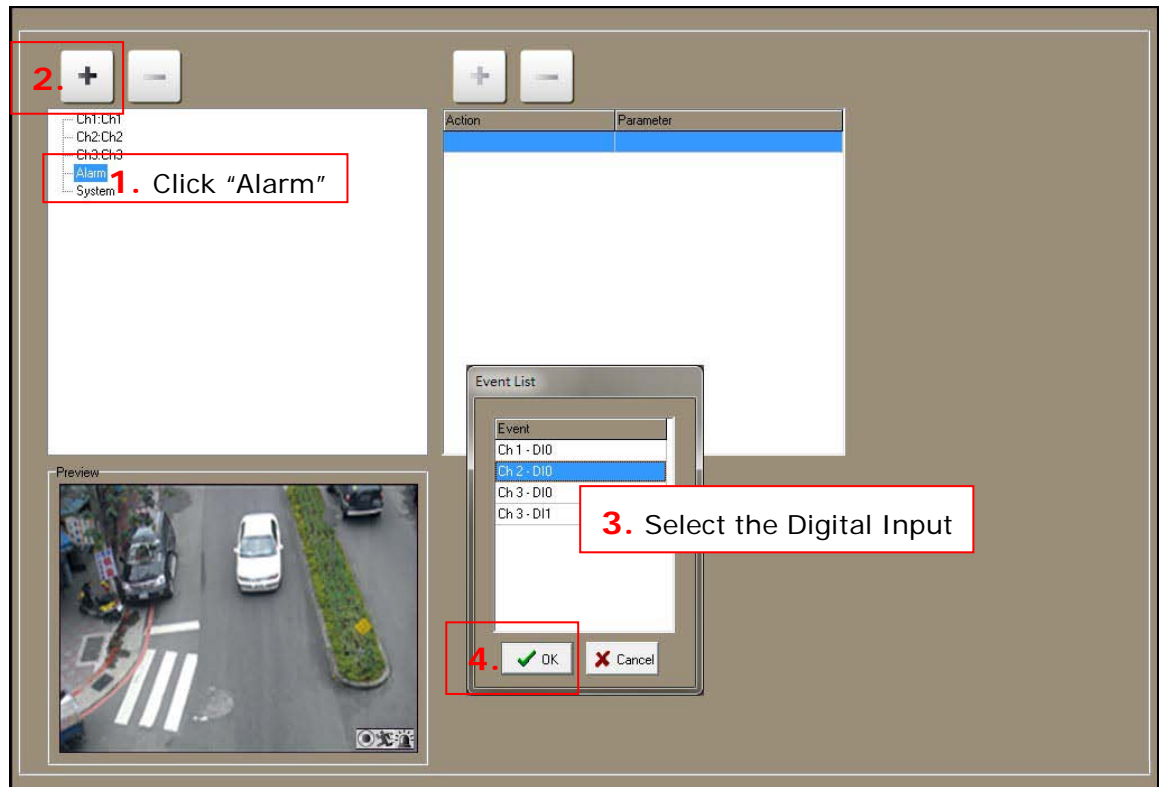 2. + −
+ −
Ch1:Ch1
Ch2:Ch2
Ch3:Ch3
Alarm
System
1. Click “Alarm”
Action Parameter
Event List
Event
Ch 1 - DI0
Ch 2 - DI0
Ch 3 - DI0
Ch 3 - DI1
3. Select the Digital Input
4. OK Cancel
Preview